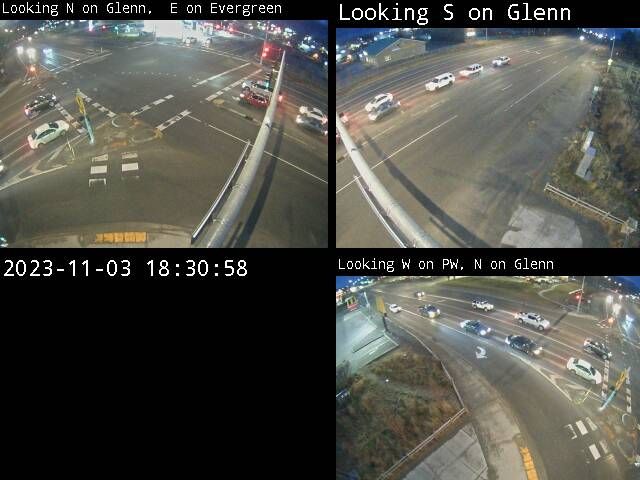 Looking N on Glenn,  E on Evergreen
Looking S on Glenn
2023-11-03 18:30:58
Looking W on PW, N on Glenn